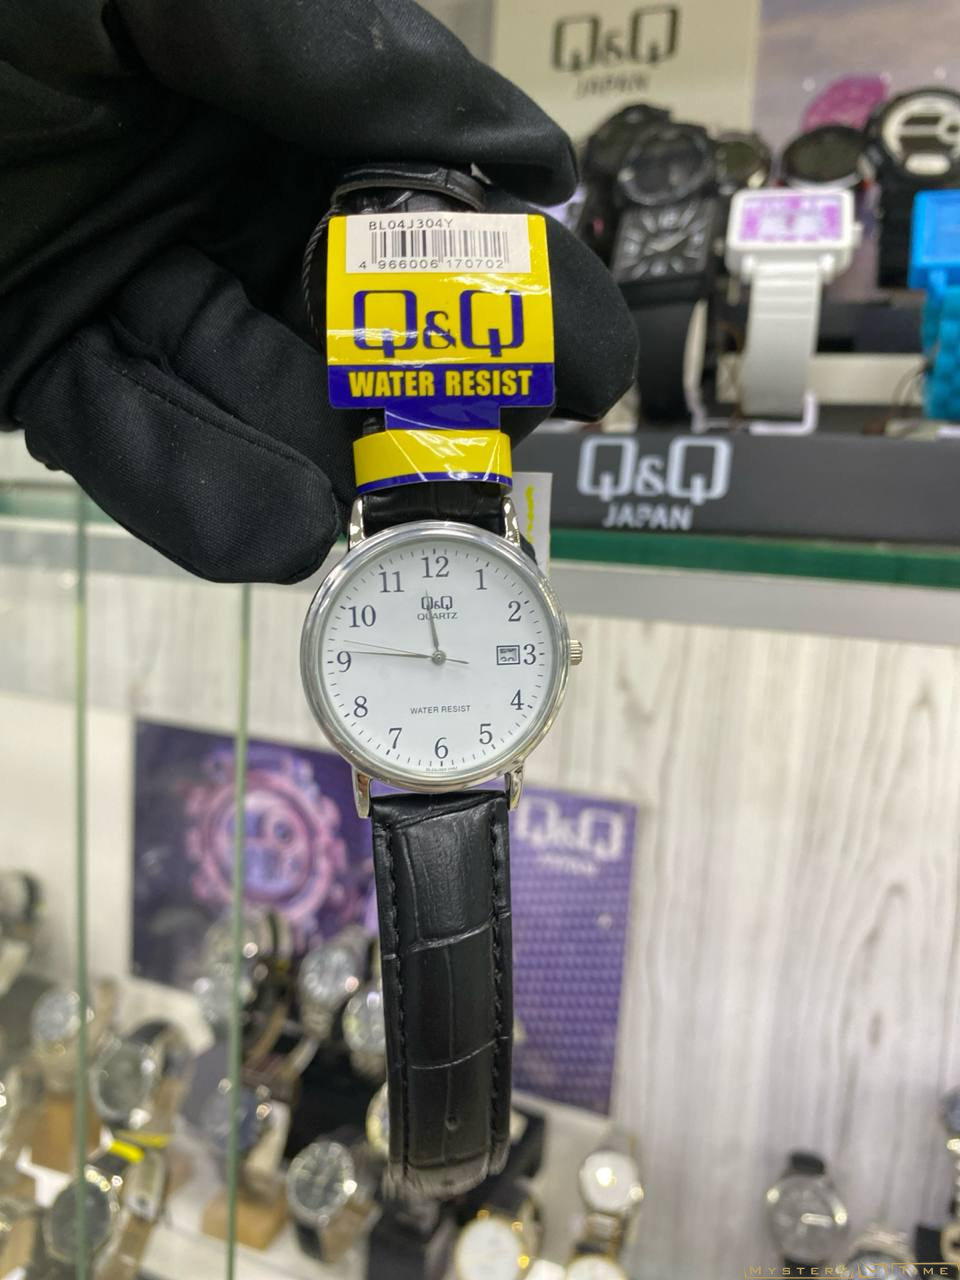 Q&Q
JAPAN
BL04J304Y
4 966006 170702
Q&Q
WATER RESIST
Q&Q
JAPAN
12
11
1
Q&Q
QUARTZ
10
2
9
3
8
WATER RESIST
4
7
5
6
Q&Q
JAPAN